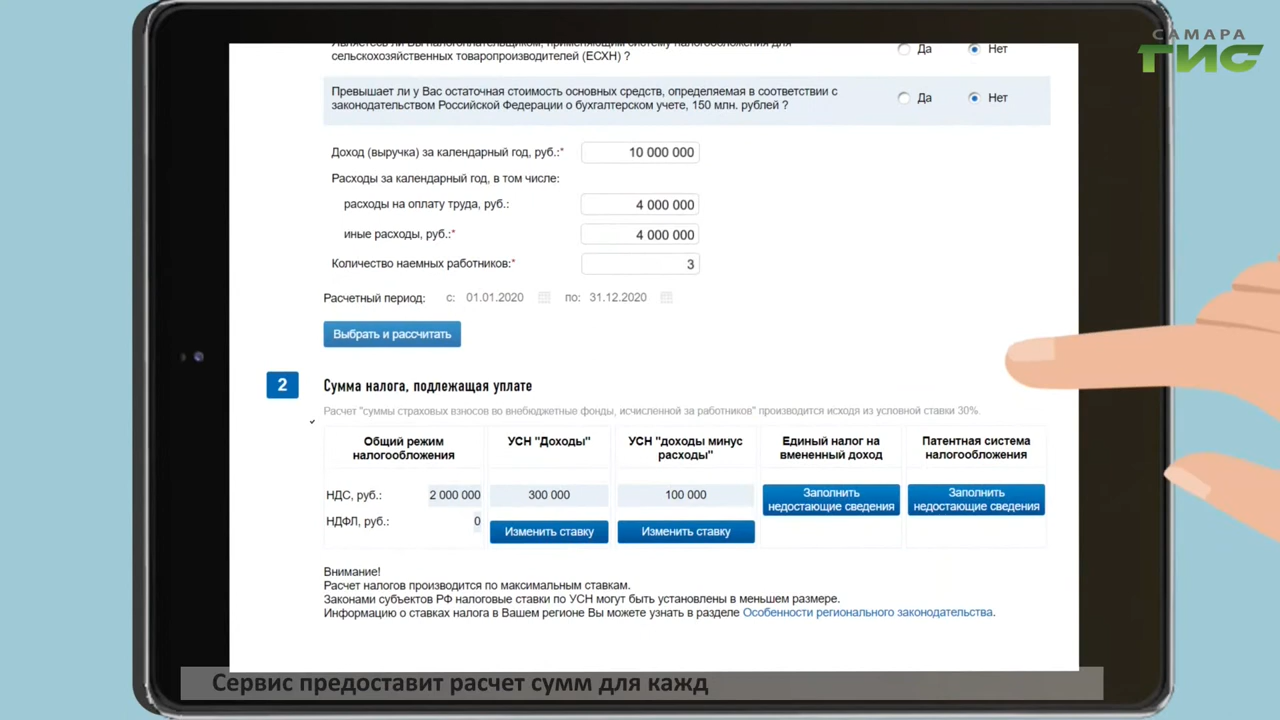 САМАРА
ГИС
Являетесь ли Вы налогоплательщиком, применяющим систему налогообложения для
сельскохозяйственных товаропроизводителей (ЕСХН) ?
Да
Нет
Превышает ли у Вас остаточная стоимость основных средств, определяемая в соответствии с
законодательством Российской Федерации о бухгалтерском учете, 150 млн. рублей ?
Да
Нет
Доход (выручка) за календарный год, руб.:*
10 000 000
Расходы за календарный год, в том числе:
расходы на оплату труда, руб.:
4 000 000
иные расходы, руб.:*
4 000 000
Количество наемных работников:*
3
Расчетный период: с: 01.01.2020 по: 31.12.2020
Выбрать и рассчитать
2
Сумма налога, подлежащая уплате
Расчет "суммы страховых взносов во внебюджетные фонды, исчисленной за работников" производится исходя из условной ставки 30%.
Общий режим
налогообложения
УСН "Доходы"
УСН "доходы минус
расходы"
Единый налог на
вмененный доход
Патентная система
налогообложения
НДС, руб.:
2 000 000
300 000
100 000
Заполнить
недостающие сведения
Заполнить
недостающие сведения
НДФЛ, руб.:
0
Изменить ставку
Изменить ставку
Внимание!
Расчет налогов производится по максимальным ставкам.
Законами субъектов РФ налоговые ставки по УСН могут быть установлены в меньшем размере.
Информацию о ставках налога в Вашем регионе Вы можете узнать в разделе Особенности регионального законодательства.
Сервис предоставит расчет сумм для кажд